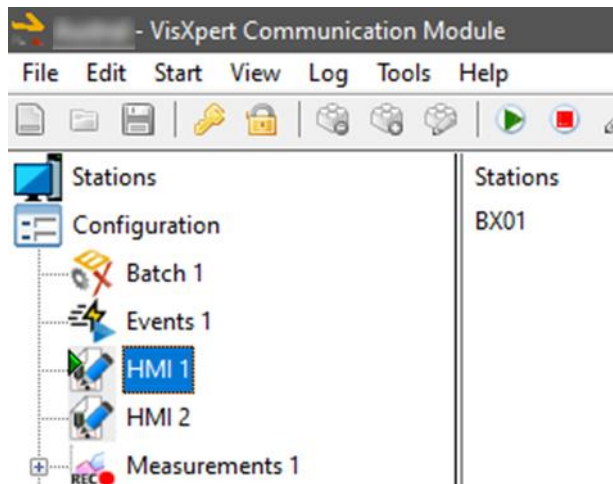 - VisXpert Communication Module
File Edit Start View Log Tools Help
Stations
Configuration
Batch 1
Events 1
HMI 1
HMI 2
REC
Measurements 1
Stations
BX01